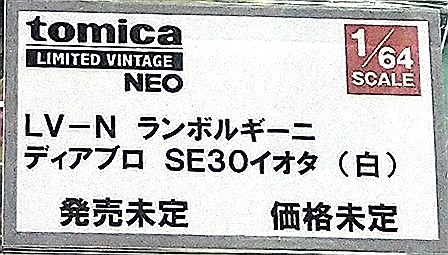 tomica
LIMITED VINTAGE
NEO
1/64
SCALE
LV-N ランボルギーニ
ディアブロ SE30イオタ(白)
発売未定 価格未定